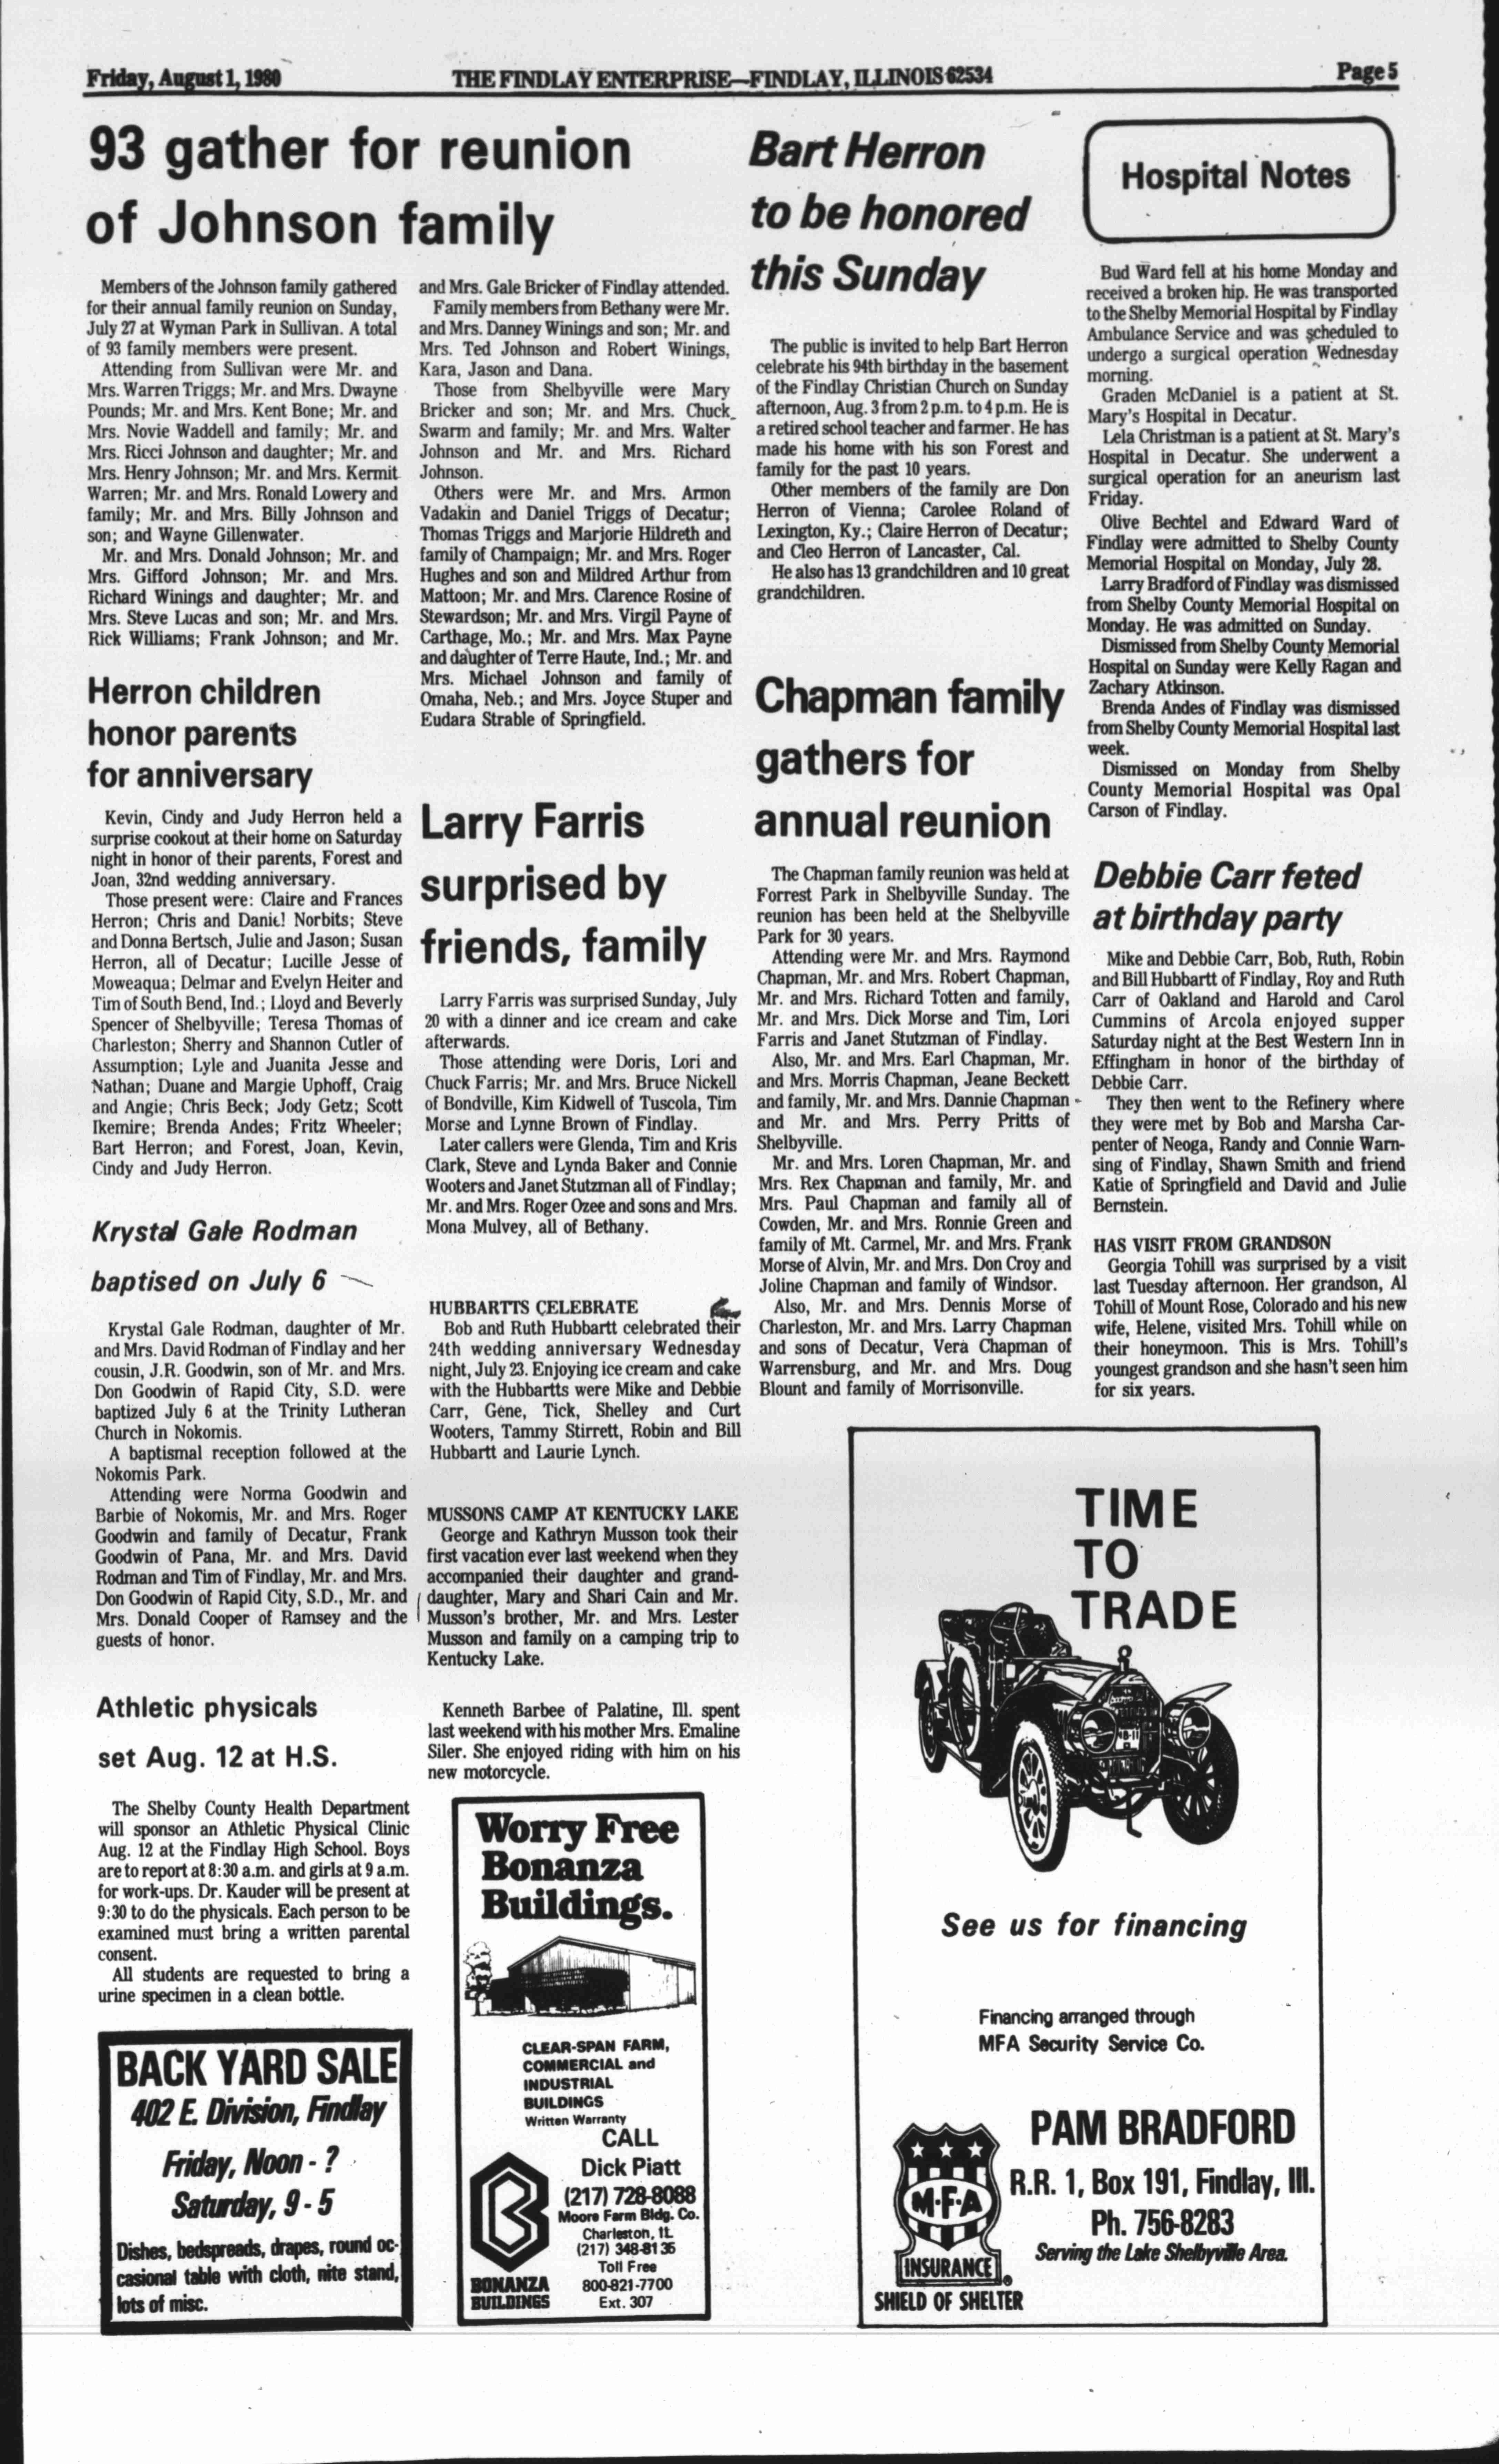 Friday, August 1, 1980
THE FINDLAY ENTERPRISE—FINDLAY, ILLINOIS 62534
Page 5
93 gather for reunion
of Johnson family
Members of the Johnson family gathered
for their annual family reunion on Sunday,
July 27 at Wyman Park in Sullivan. A total
of 93 family members were present.
Attending from Sullivan were Mr. and
Mrs. Warren Triggs; Mr. and Mrs. Dwayne
Pounds; Mr. and Mrs. Kent Bone; Mr. and
Mrs. Novie Waddell and family; Mr. and
Mrs. Ricci Johnson and daughter; Mr. and
Mrs. Henry Johnson; Mr. and Mrs. Kermit
Warren; Mr. and Mrs. Ronald Lowery and
family; Mr. and Mrs. Billy Johnson and
son; and Wayne Gillenwater.
Mr. and Mrs. Donald Johnson; Mr. and
Mrs. Gifford Johnson; Mr. and Mrs.
Richard Winings and daughter; Mr. and
Mrs. Steve Lucas and son; Mr. and Mrs.
Rick Williams; Frank Johnson; and Mr.
and Mrs. Gale Bricker of Findlay attended.
Family members from Bethany were Mr.
and Mrs. Danney Winings and son; Mr. and
Mrs. Ted Johnson and Robert Winings,
Kara, Jason and Dana.
Those from Shelbyville were Mary
Bricker and son; Mr. and Mrs. Chuck
Swarm and family; Mr. and Mrs. Walter
Johnson and Mr. and Mrs. Richard
Johnson.
Others were Mr. and Mrs. Armon
Vadakin and Daniel Triggs of Decatur;
Thomas Triggs and Marjorie Hildreth and
family of Champaign; Mr. and Mrs. Roger
Hughes and son and Mildred Arthur from
Mattoon; Mr. and Mrs. Clarence Rosine of
Stewardson; Mr. and Mrs. Virgil Payne of
Carthage, Mo.; Mr. and Mrs. Max Payne
and daughter of Terre Haute, Ind.; Mr. and
Mrs. Michael Johnson and family of
Omaha, Neb.; and Mrs. Joyce Stuper and
Eudara Strable of Springfield.
Herron children
honor parents
for anniversary
Kevin, Cindy and Judy Herron held a
surprise cookout at their home on Saturday
night in honor of their parents, Forest and
Joan, 32nd wedding anniversary.
Those present were: Claire and Frances
Herron; Chris and Daniel Norbits; Steve
and Donna Bertsch, Julie and Jason; Susan
Herron, all of Decatur; Lucille Jesse of
Moweaqua; Delmar and Evelyn Heiter and
Tim of South Bend, Ind.; Lloyd and Beverly
Spencer of Shelbyville; Teresa Thomas of
Charleston; Sherry and Shannon Cutler of
Assumption; Lyle and Juanita Jesse and
Nathan; Duane and Margie Uphoff, Craig
and Angie; Chris Beck; Jody Getz; Scott
Ikemire; Brenda Andes; Fritz Wheeler;
Bart Herron; and Forest, Joan, Kevin,
Cindy and Judy Herron.
Krystal Gale Rodman
baptised on July 6
Krystal Gale Rodman, daughter of Mr.
and Mrs. David Rodman of Findlay and her
cousin, J.R. Goodwin, son of Mr. and Mrs.
Don Goodwin of Rapid City, S.D. were
baptized July 6 at the Trinity Lutheran
Church in Nokomis.
A baptismal reception followed at the
Nokomis Park.
Attending were Norma Goodwin and
Barbie of Nokomis, Mr. and Mrs. Roger
Goodwin and family of Decatur, Frank
Goodwin of Pana, Mr. and Mrs. David
Rodman and Tim of Findlay, Mr. and Mrs.
Don Goodwin of Rapid City, S.D., Mr. and
Mrs. Donald Cooper of Ramsey and the
guests of honor.
Athletic physicals
set Aug. 12 at H.S.
The Shelby County Health Department
will sponsor an Athletic Physical Clinic
Aug. 12 at the Findlay High School. Boys
are to report at 8:30 a.m. and girls at 9 a.m.
for work-ups. Dr. Kauder will be present at
9:30 to do the physicals. Each person to be
examined must bring a written parental
consent.
All students are requested to bring a
urine specimen in a clean bottle.
BACK YARD SALE
402 E. Division, Findlay
Friday, Noon - ?
Saturday, 9 - 5
Dishes, bedspreads, drapes, round oc-
casional table with cloth, nite stand,
lots of misc.
Larry Farris
surprised by
friends, family
Larry Farris was surprised Sunday, July
20 with a dinner and ice cream and cake
afterwards.
Those attending were Doris, Lori and
Chuck Farris; Mr. and Mrs. Bruce Nickell
of Bondville, Kim Kidwell of Tuscola, Tim
Morse and Lynne Brown of Findlay.
Later callers were Glenda, Tim and Kris
Clark, Steve and Lynda Baker and Connie
Wooters and Janet Stutzman all of Findlay;
Mr. and Mrs. Roger Ozee and sons and Mrs.
Mona Mulvey, all of Bethany.
HUBBARTTS CELEBRATE
Bob and Ruth Hubbartt celebrated their
24th wedding anniversary Wednesday
night, July 23. Enjoying ice cream and cake
with the Hubbartts were Mike and Debbie
Carr, Gene, Tick, Shelley and Curt
Wooters, Tammy Stirrett, Robin and Bill
Hubbartt and Laurie Lynch.
MUSSONS CAMP AT KENTUCKY LAKE
George and Kathryn Musson took their
first vacation ever last weekend when they
accompanied their daughter and grand-
daughter, Mary and Shari Cain and Mr.
Musson's brother, Mr. and Mrs. Lester
Musson and family on a camping trip to
Kentucky Lake.
Kenneth Barbee of Palatine, Ill. spent
last weekend with his mother Mrs. Emaline
Siler. She enjoyed riding with him on his
new motorcycle.
Worry Free
Bonanza
Buildings.
CLEAR-SPAN FARM,
COMMERCIAL and
INDUSTRIAL
BUILDINGS
Written Warranty
CALL
Dick Piatt
(217) 728-8088
Moore Farm Bldg. Co.
Charleston, IL
(217) 348-8135
Toll Free
800-821-7700
Ext. 307
BONANZA
BUILDINGS
Bart Herron
to be honored
this Sunday
The public is invited to help Bart Herron
celebrate his 94th birthday in the basement
of the Findlay Christian Church on Sunday
afternoon, Aug. 3 from 2 p.m. to 4 p.m. He is
a retired school teacher and farmer. He has
made his home with his son Forest and
family for the past 10 years.
Other members of the family are Don
Herron of Vienna; Carolee Roland of
Lexington, Ky.; Claire Herron of Decatur;
and Cleo Herron of Lancaster, Cal.
He also has 13 grandchildren and 10 great
grandchildren.
Chapman family
gathers for
annual reunion
The Chapman family reunion was held at
Forrest Park in Shelbyville Sunday. The
reunion has been held at the Shelbyville
Park for 30 years.
Attending were Mr. and Mrs. Raymond
Chapman, Mr. and Mrs. Robert Chapman,
Mr. and Mrs. Richard Totten and family,
Mr. and Mrs. Dick Morse and Tim, Lori
Farris and Janet Stutzman of Findlay.
Also, Mr. and Mrs. Earl Chapman, Mr.
and Mrs. Morris Chapman, Jeane Beckett
and family, Mr. and Mrs. Dannie Chapman
and Mr. and Mrs. Perry Pritts of
Shelbyville.
Mr. and Mrs. Loren Chapman, Mr. and
Mrs. Rex Chapman and family, Mr. and
Mrs. Paul Chapman and family all of
Cowden, Mr. and Mrs. Ronnie Green and
family of Mt. Carmel, Mr. and Mrs. Frank
Morse of Alvin, Mr. and Mrs. Don Croy and
Joline Chapman and family of Windsor.
Also, Mr. and Mrs. Dennis Morse of
Charleston, Mr. and Mrs. Larry Chapman
and sons of Decatur, Vera Chapman of
Warrensburg, and Mr. and Mrs. Doug
Blount and family of Morrisonville.
Hospital Notes
Bud Ward fell at his home Monday and
received a broken hip. He was transported
to the Shelby Memorial Hospital by Findlay
Ambulance Service and was scheduled to
undergo a surgical operation Wednesday
morning.
Graden McDaniel is a patient at St.
Mary's Hospital in Decatur.
Lela Christman is a patient at St. Mary's
Hospital in Decatur. She underwent a
surgical operation for an aneurism last
Friday.
Olive Bechtel and Edward Ward of
Findlay were admitted to Shelby County
Memorial Hospital on Monday, July 28.
Larry Bradford of Findlay was dismissed
from Shelby County Memorial Hospital on
Monday. He was admitted on Sunday.
Dismissed from Shelby County Memorial
Hospital on Sunday were Kelly Ragan and
Zachary Atkinson.
Brenda Andes of Findlay was dismissed
from Shelby County Memorial Hospital last
week.
Dismissed on Monday from Shelby
County Memorial Hospital was Opal
Carson of Findlay.
Debbie Carr feted
at birthday party
Mike and Debbie Carr, Bob, Ruth, Robin
and Bill Hubbartt of Findlay, Roy and Ruth
Carr of Oakland and Harold and Carol
Cummins of Arcola enjoyed supper
Saturday night at the Best Western Inn in
Effingham in honor of the birthday of
Debbie Carr.
They then went to the Refinery where
they were met by Bob and Marsha Car-
penter of Neoga, Randy and Connie Warn-
sing of Findlay, Shawn Smith and friend
Katie of Springfield and David and Julie
Bernstein.
HAS VISIT FROM GRANDSON
Georgia Tohill was surprised by a visit
last Tuesday afternoon. Her grandson, Al
Tohill of Mount Rose, Colorado and his new
wife, Helene, visited Mrs. Tohill while on
their honeymoon. This is Mrs. Tohill's
youngest grandson and she hasn't seen him
for six years.
TIME
TO
TRADE
See us for financing
Financing arranged through
MFA Security Service Co.
PAM BRADFORD
R.R. 1, Box 191, Findlay, Ill.
Ph. 756-8283
Serving the Lake Shelbyville Area.
M·F·A
INSURANCE
SHIELD OF SHELTER